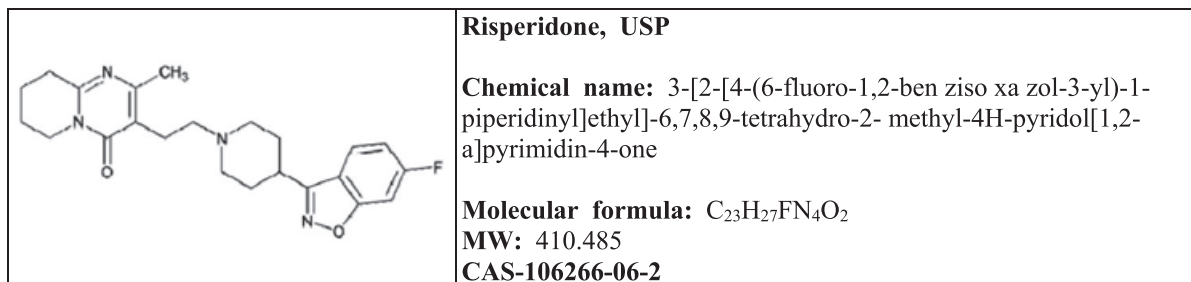 Risperidone, USP
Chemical name: 3-[2-[4-(6-fluoro-1,2-ben ziso xa zol-3-yl)-1-
piperidinyl]ethyl]-6,7,8,9-tetrahydro-2- methyl-4H-pyridol[1,2-
a]pyrimidin-4-one
Molecular formula: C₂₃H₂₇FN₄O₂
MW: 410.485
CAS-106266-06-2
N
CH₃
N
O
N
F
N
O